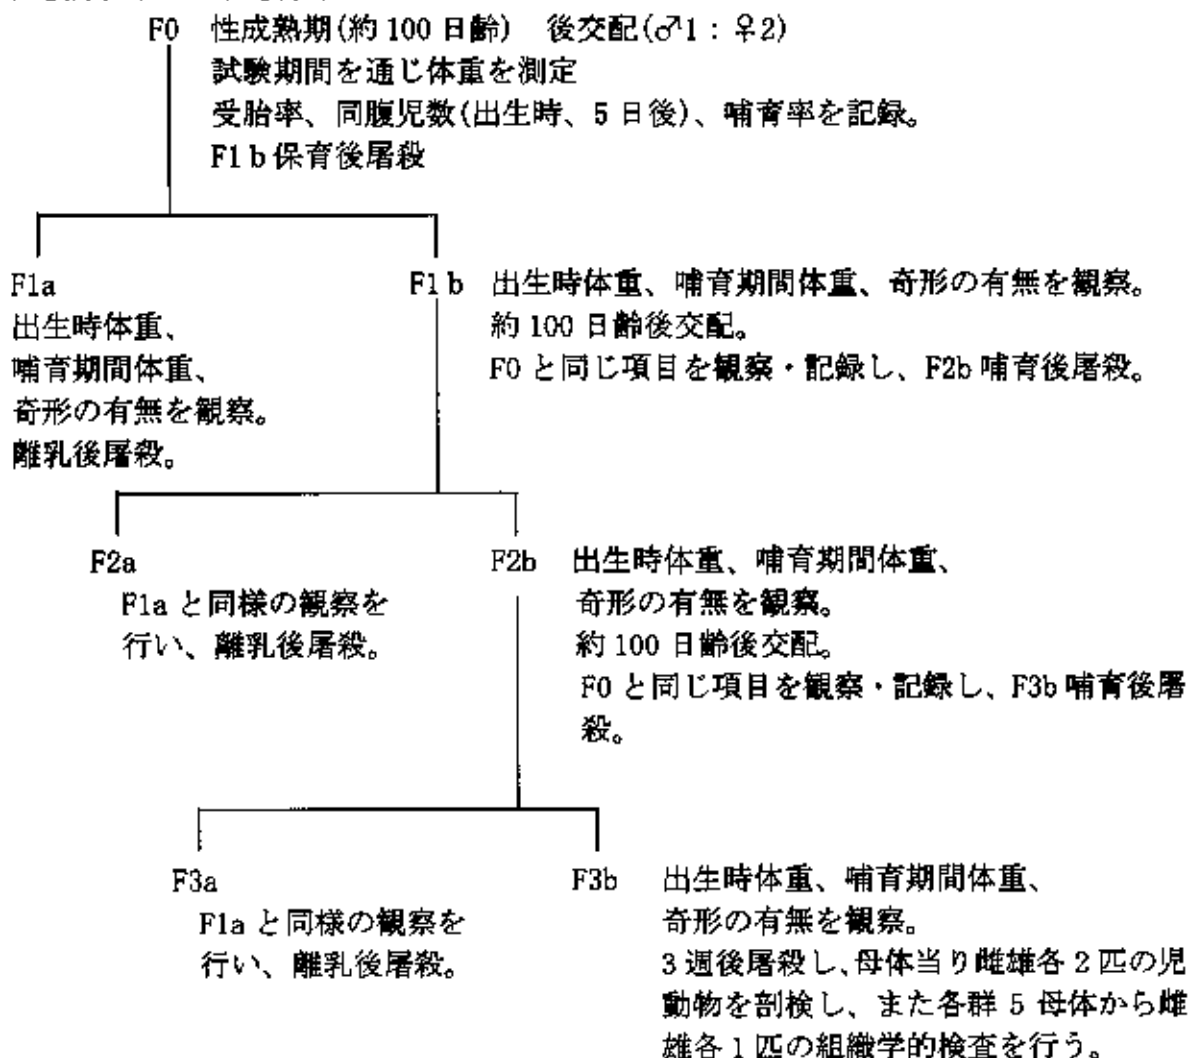 F0 性成熟期(約100日齢) 後交配(♂1：♀2)
試験期間を通じ体重を測定
受胎率、同腹児数(出生時、5日後)、哺育率を記録。
F1b保育後屠殺
F1a
出生時体重、
哺育期間体重、
奇形の有無を観察。
離乳後屠殺。
F1b 出生時体重、哺育期間体重、奇形の有無を観察。
約100日齢後交配。
F0と同じ項目を観察・記録し、F2b哺育後屠殺。
F2a
F1aと同様の観察を
行い、離乳後屠殺。
F2b 出生時体重、哺育期間体重、
奇形の有無を観察。
約100日齢後交配。
F0と同じ項目を観察・記録し、F3b哺育後屠
殺。
F3a
F1aと同様の観察を
行い、離乳後屠殺。
F3b 出生時体重、哺育期間体重、
奇形の有無を観察。
3週後屠殺し、母体当り雌雄各2匹の児
動物を剖検し、また各群5母体から雌
雄各1匹の組織学的検査を行う。